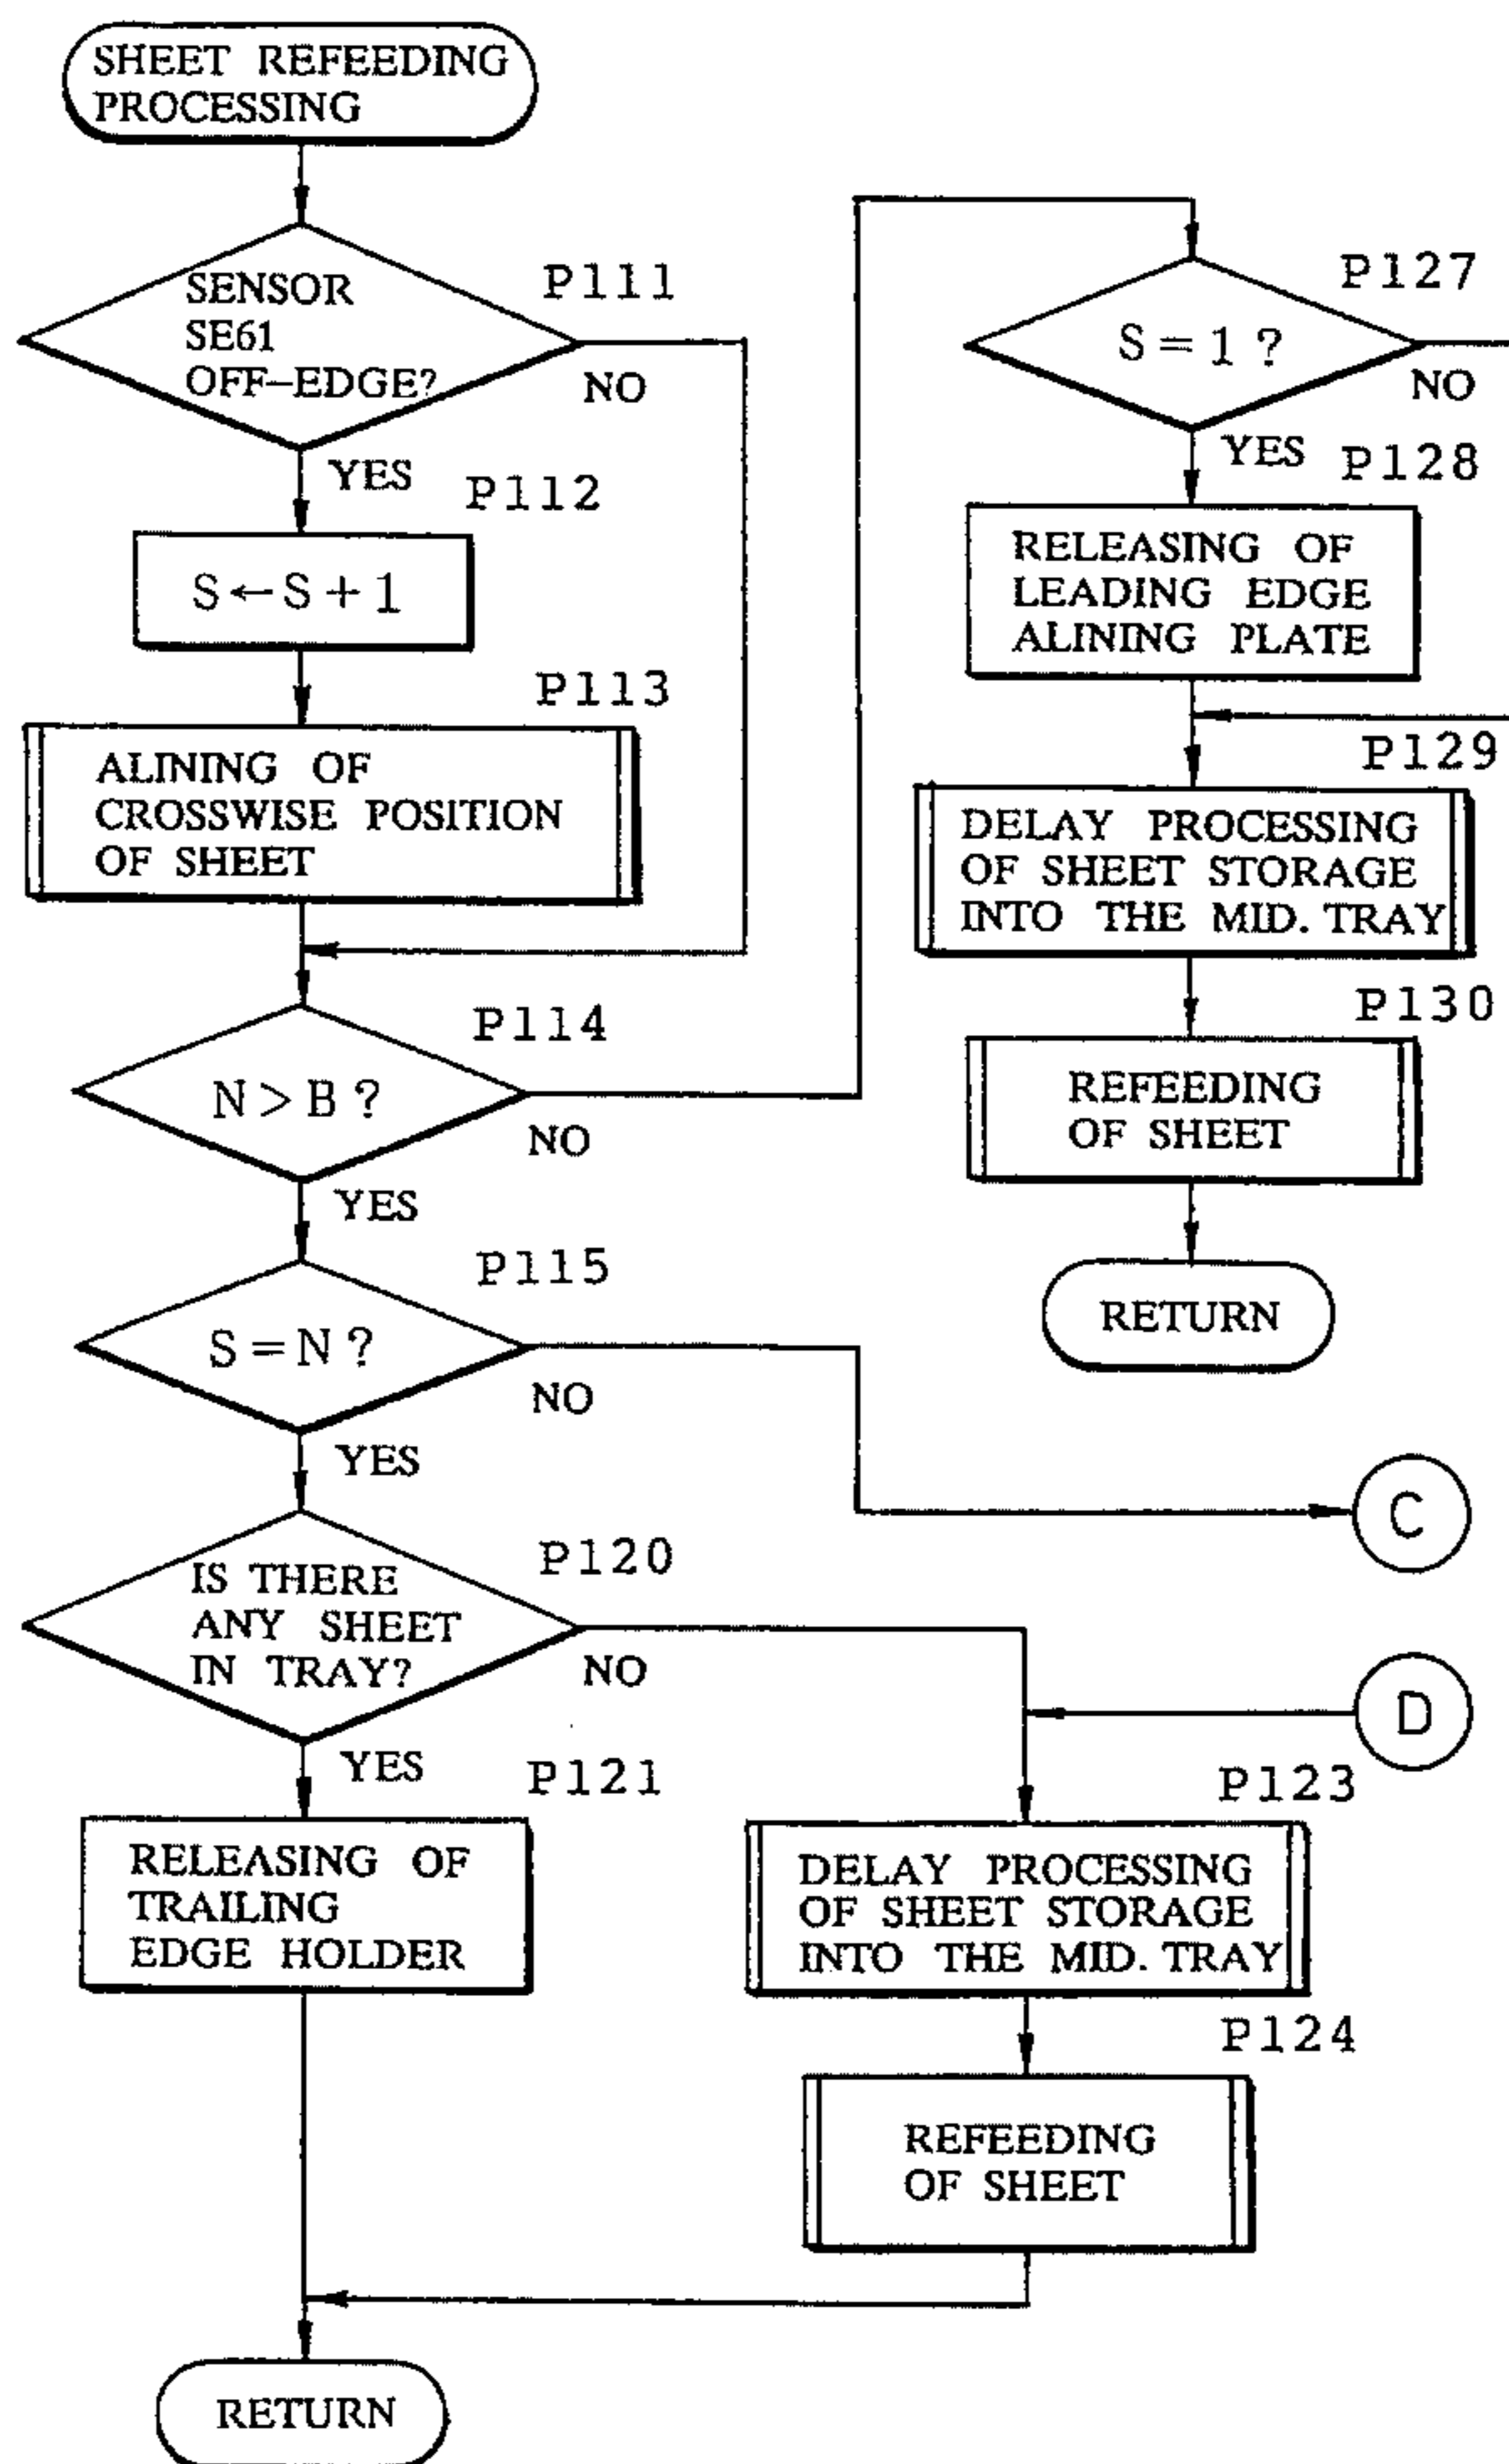 SHEET REFEEDING
PROCESSING
SENSOR
SE61
OFF-EDGE?
P111
NO
YES
P112
S←S+1
P113
ALINING OF
CROSSWISE POSITION
OF SHEET
P114
N>B?
NO
YES
P115
S=N?
NO
YES
P120
IS THERE
ANY SHEET
IN TRAY?
NO
YES
P121
RELEASING OF
TRAILING
EDGE HOLDER
RETURN
P127
S=1?
NO
YES
P128
RELEASING OF
LEADING EDGE
ALINING PLATE
P129
DELAY PROCESSING
OF SHEET STORAGE
INTO THE MID. TRAY
P130
REFEEDING
OF SHEET
RETURN
C
D
P123
DELAY PROCESSING
OF SHEET STORAGE
INTO THE MID. TRAY
P124
REFEEDING
OF SHEET